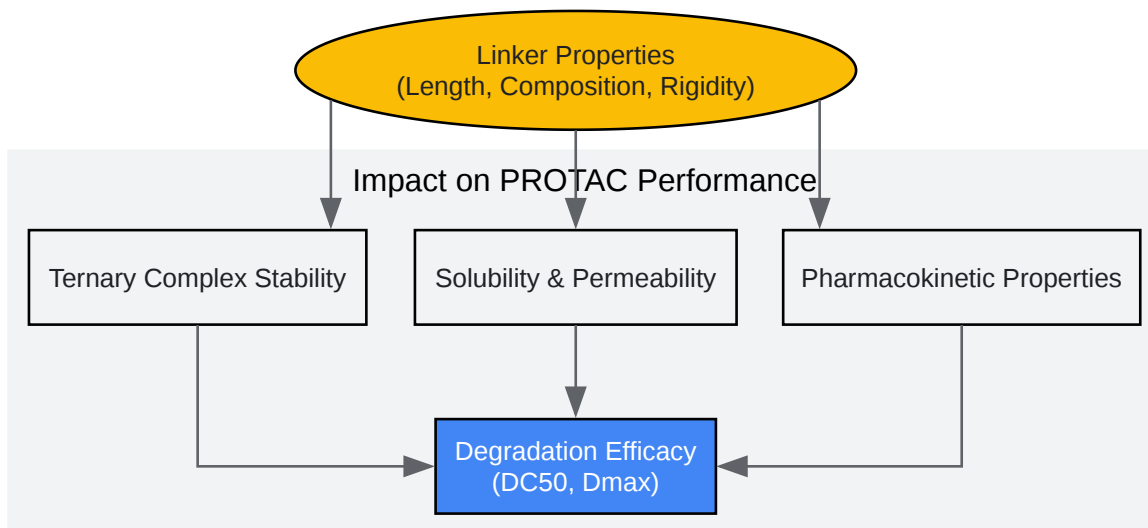 Linker Properties
(Length, Composition, Rigidity)
Impact on PROTAC Performance
Ternary Complex Stability
Solubility & Permeability
Pharmacokinetic Properties
Degradation Efficacy
(DC50, Dmax)